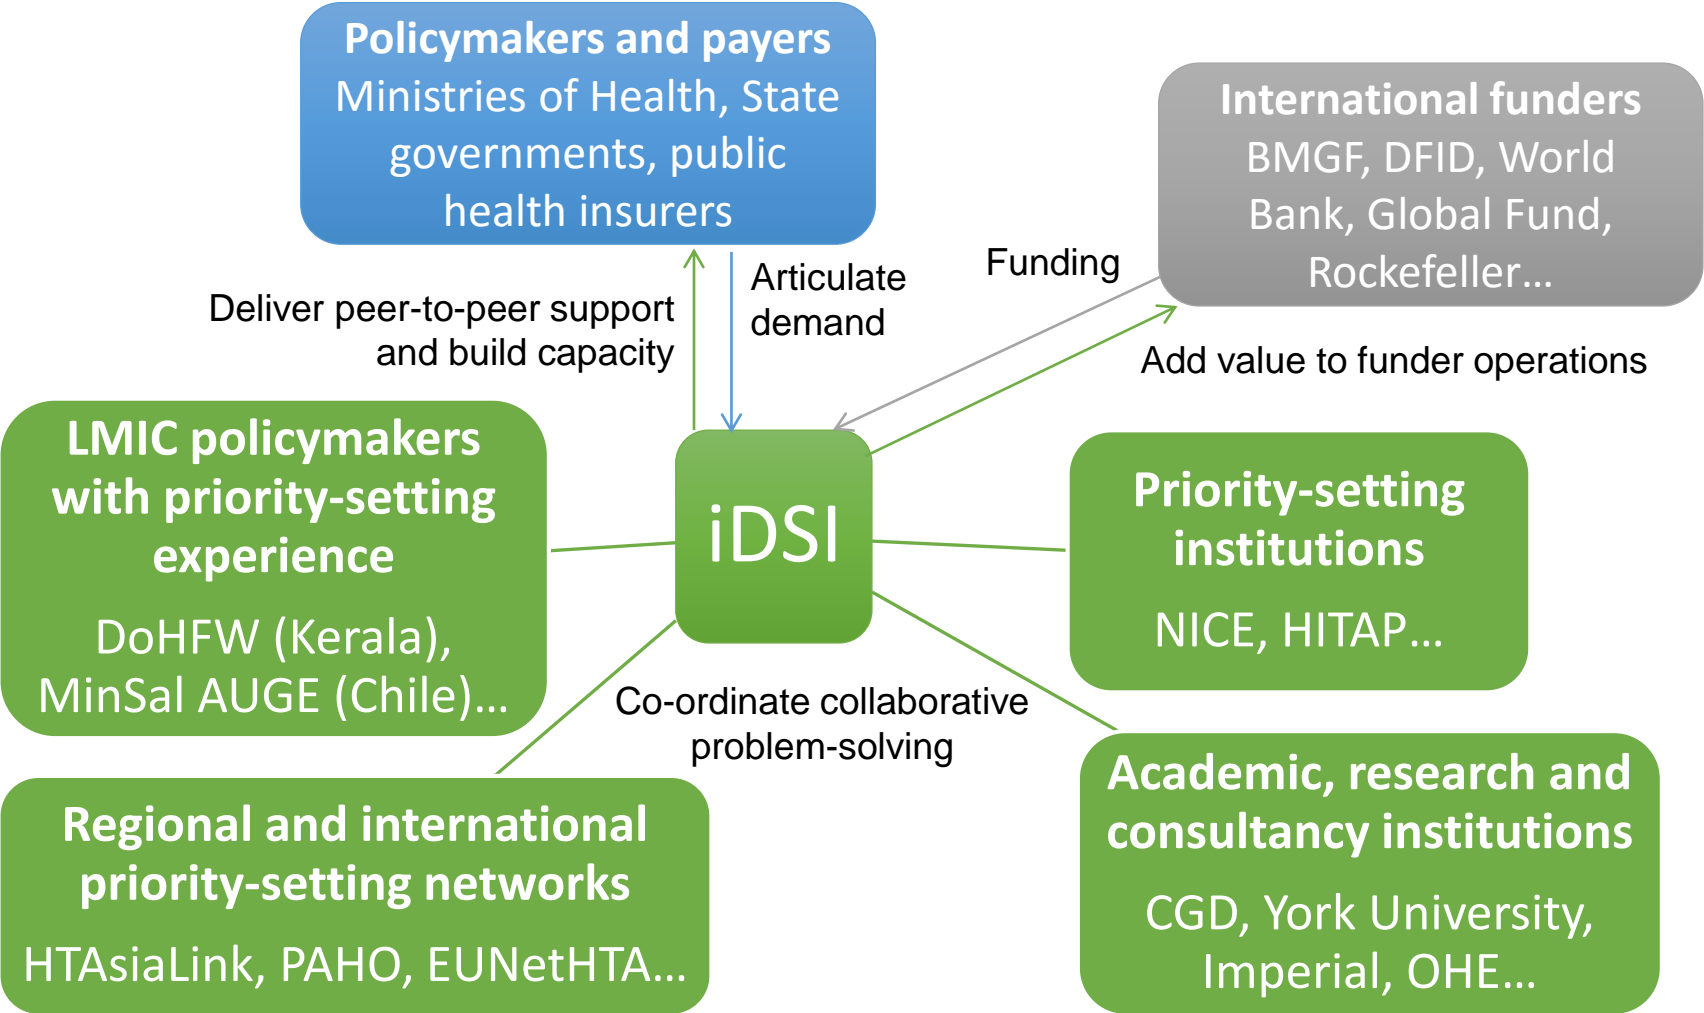 Policymakers and payers
Ministries of Health, State
governments, public
health insurers
International funders
BMGF, DFID, World
Bank, Global Fund,
Rockefeller...
Funding
Articulate
demand
Deliver peer-to-peer support
and build capacity
Add value to funder operations
LMIC policymakers
with priority-setting
experience
DoHFW (Kerala),
MinSal AUGE (Chile)...
iDSI
Priority-setting
institutions
NICE, HITAP...
Co-ordinate collaborative
problem-solving
Regional and international
priority-setting networks
HTAsiaLink, PAHO, EUNetHTA...
Academic, research and
consultancy institutions
CGD, York University,
Imperial, OHE...